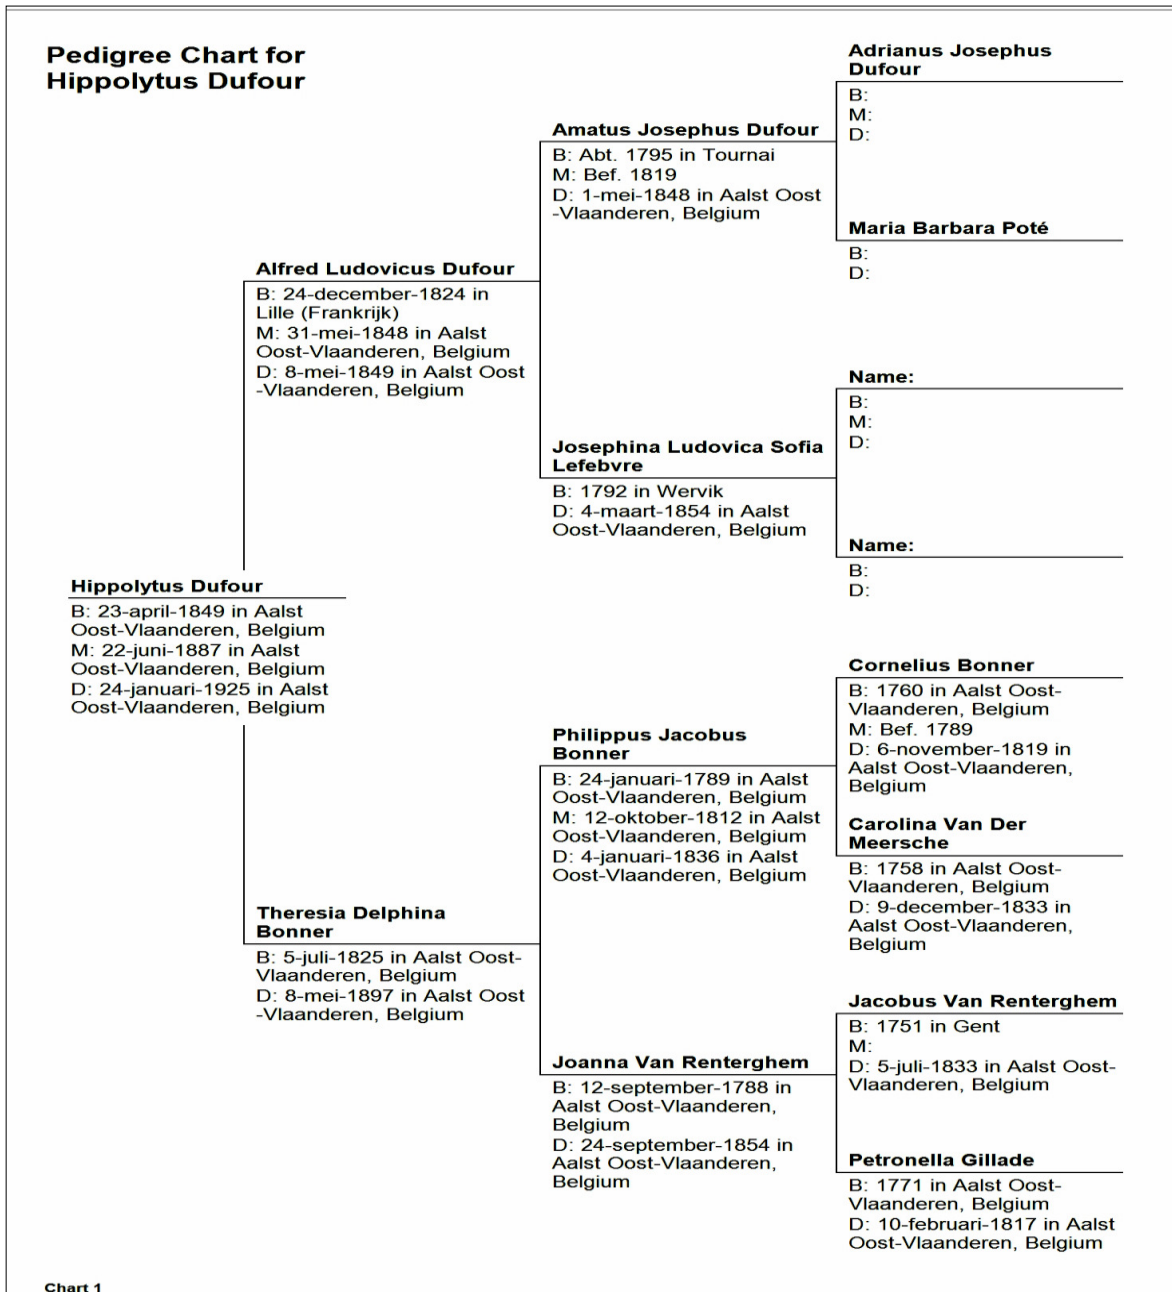 Pedigree Chart for
Hippolytus Dufour
Adrianus Josephus
Dufour
B:
M:
D:
Amatus Josephus Dufour
B: Abt. 1795 in Tournai
M: Bef. 1819
D: 1-mei-1848 in Aalst Oost
-Vlaanderen, Belgium
Maria Barbara Poté
B:
D:
Alfred Ludovicus Dufour
B: 24-december-1824 in
Lille (Frankrijk)
M: 31-mei-1848 in Aalst
Oost-Vlaanderen, Belgium
D: 8-mei-1849 in Aalst Oost
-Vlaanderen, Belgium
Name:
B:
M:
D:
Josephina Ludovica Sofia
Lefebvre
B: 1792 in Wervik
D: 4-maart-1854 in Aalst
Oost-Vlaanderen, Belgium
Name:
B:
D:
Hippolytus Dufour
B: 23-april-1849 in Aalst
Oost-Vlaanderen, Belgium
M: 22-juni-1887 in Aalst
Oost-Vlaanderen, Belgium
D: 24-januari-1925 in Aalst
Oost-Vlaanderen, Belgium
Cornelius Bonner
B: 1760 in Aalst Oost-
Vlaanderen, Belgium
M: Bef. 1789
D: 6-november-1819 in
Aalst Oost-Vlaanderen,
Belgium
Philippus Jacobus
Bonner
B: 24-januari-1789 in Aalst
Oost-Vlaanderen, Belgium
M: 12-oktober-1812 in Aalst
Oost-Vlaanderen, Belgium
D: 4-januari-1836 in Aalst
Oost-Vlaanderen, Belgium
Carolina Van Der
Meersche
B: 1758 in Aalst Oost-
Vlaanderen, Belgium
D: 9-december-1833 in
Aalst Oost-Vlaanderen,
Belgium
Theresia Delphina
Bonner
B: 5-juli-1825 in Aalst Oost-
Vlaanderen, Belgium
D: 8-mei-1897 in Aalst Oost
-Vlaanderen, Belgium
Jacobus Van Renterghem
B: 1751 in Gent
M:
D: 5-juli-1833 in Aalst Oost-
Vlaanderen, Belgium
Joanna Van Renterghem
B: 12-september-1788 in
Aalst Oost-Vlaanderen,
Belgium
D: 24-september-1854 in
Aalst Oost-Vlaanderen,
Belgium
Petronella Gillade
B: 1771 in Aalst Oost-
Vlaanderen, Belgium
D: 10-februari-1817 in Aalst
Oost-Vlaanderen, Belgium
Chart 1